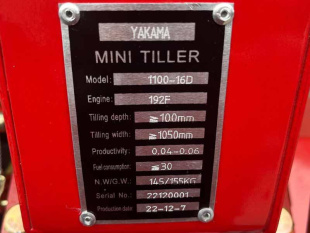 YAKAMA
MINI TILLER
Model: 1100-16D
Engine: 192F
Tilling depth: ≧100mm
Tilling width: ≧1050mm
Productivity: 0.04-0.06
Fuel consumption: ≦30
N.W/G.W.: 145/155KG
Serial No.: 22120001
Production date: 22-12-7